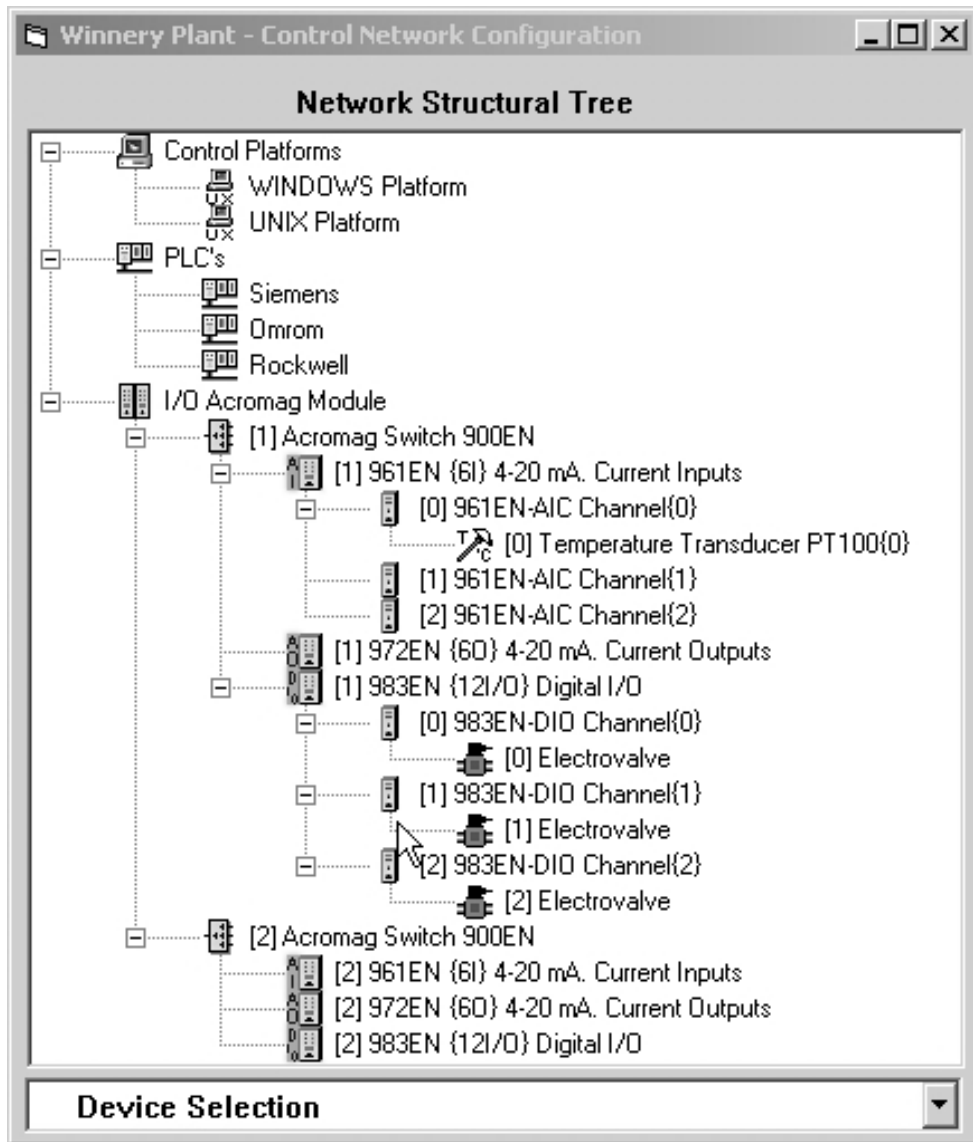 Winnery Plant - Control Network Configuration
Network Structural Tree
Control Platforms
WINDOWS Platform
UNIX Platform
PLC's
Siemens
Omrom
Rockwell
I/O Acromag Module
[1] Acromag Switch 900EN
[1] 961EN {6I} 4-20 mA. Current Inputs
[0] 961EN-AIC Channel{0}
[0] Temperature Transducer PT100{0}
[1] 961EN-AIC Channel{1}
[2] 961EN-AIC Channel{2}
[1] 972EN {6O} 4-20 mA. Current Outputs
[1] 983EN {12I/O} Digital I/O
[0] 983EN-DIO Channel{0}
[0] Electrovalve
[1] 983EN-DIO Channel{1}
[1] Electrovalve
[2] 983EN-DIO Channel{2}
[2] Electrovalve
[2] Acromag Switch 900EN
[2] 961EN {6I} 4-20 mA. Current Inputs
[2] 972EN {6O} 4-20 mA. Current Outputs
[2] 983EN {12I/O} Digital I/O
Device Selection